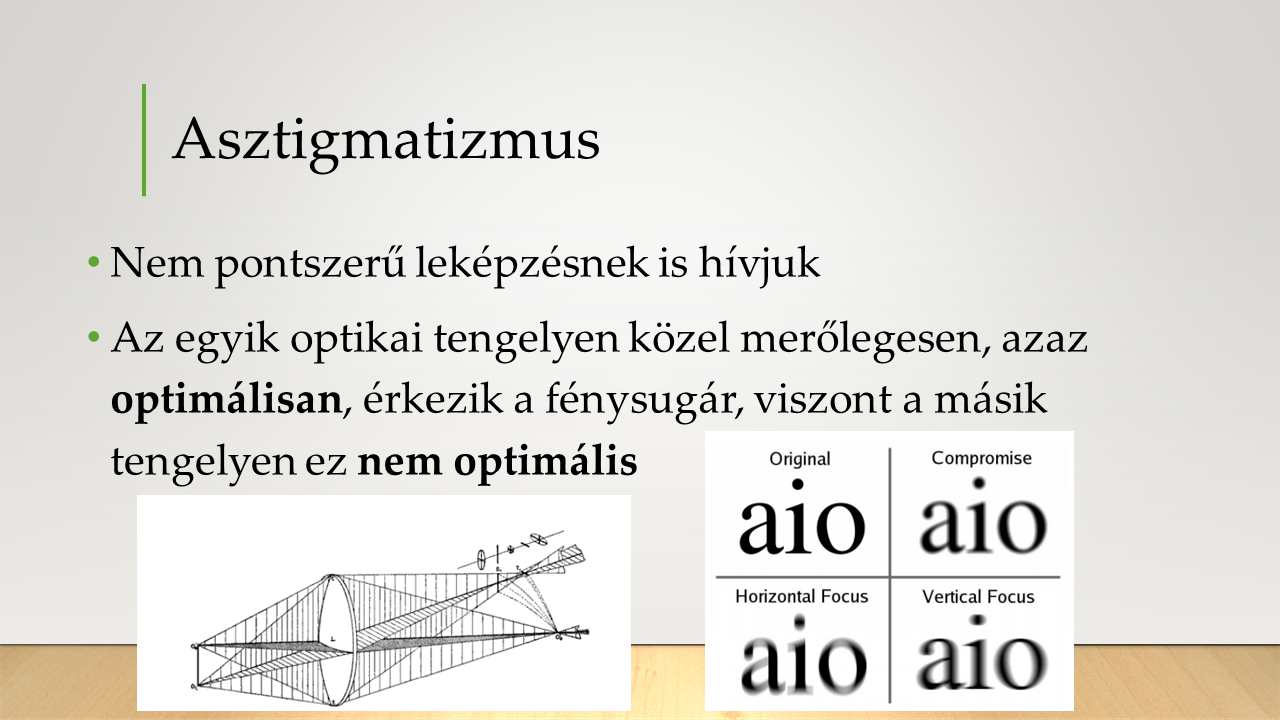 Asztigmatizmus
• Nem pontszerű leképzésnek is hívjuk
• Az egyik optikai tengelyen közel merőlegesen, azaz
optimálisan, érkezik a fénysugár, viszont a másik
tengelyen ez nem optimális
Original
aio
Compromise
aio
Horizontal Focus
aio
Vertical Focus
aio
L